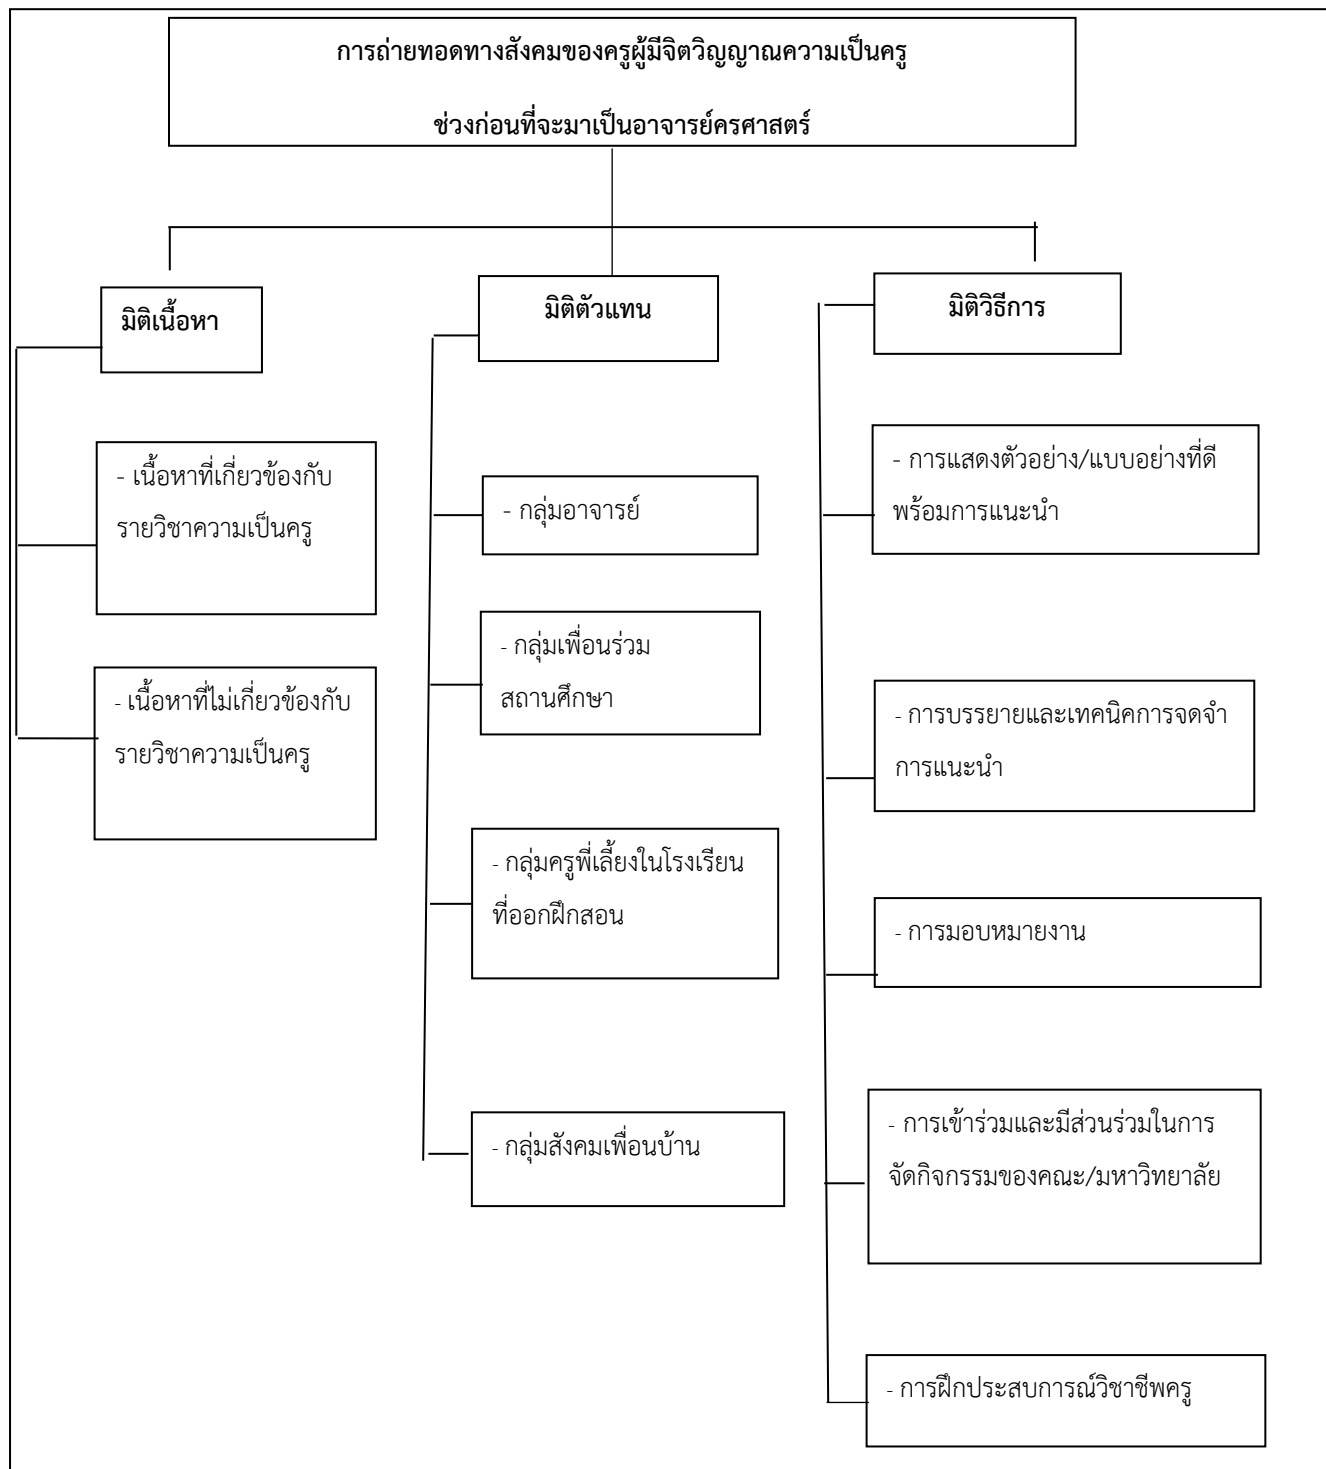 การถ่ายทอดทางสังคมของครูผู้มีจิตวิญญาณความเป็นครู
ช่วงก่อนที่จะมาเป็นอาจารย์ครศาสตร์
มิติเนื้อหา
- เนื้อหาที่เกี่ยวข้องกับ
รายวิชาความเป็นครู
- เนื้อหาที่ไม่เกี่ยวข้องกับ
รายวิชาความเป็นครู
มิติตัวแทน
- กลุ่มอาจารย์
- กลุ่มเพื่อนร่วม
สถานศึกษา
- กลุ่มครูพี่เลี้ยงในโรงเรียน
ที่ออกฝึกสอน
- กลุ่มสังคมเพื่อนบ้าน
มิติวิธีการ
- การแสดงตัวอย่าง/แบบอย่างที่ดี
พร้อมการแนะนำ
- การบรรยายและเทคนิคการจดจำ
การแนะนำ
- การมอบหมายงาน
- การเข้าร่วมและมีส่วนร่วมในการ
จัดกิจกรรมของคณะ/มหาวิทยาลัย
- การฝึกประสบการณ์วิชาชีพครู